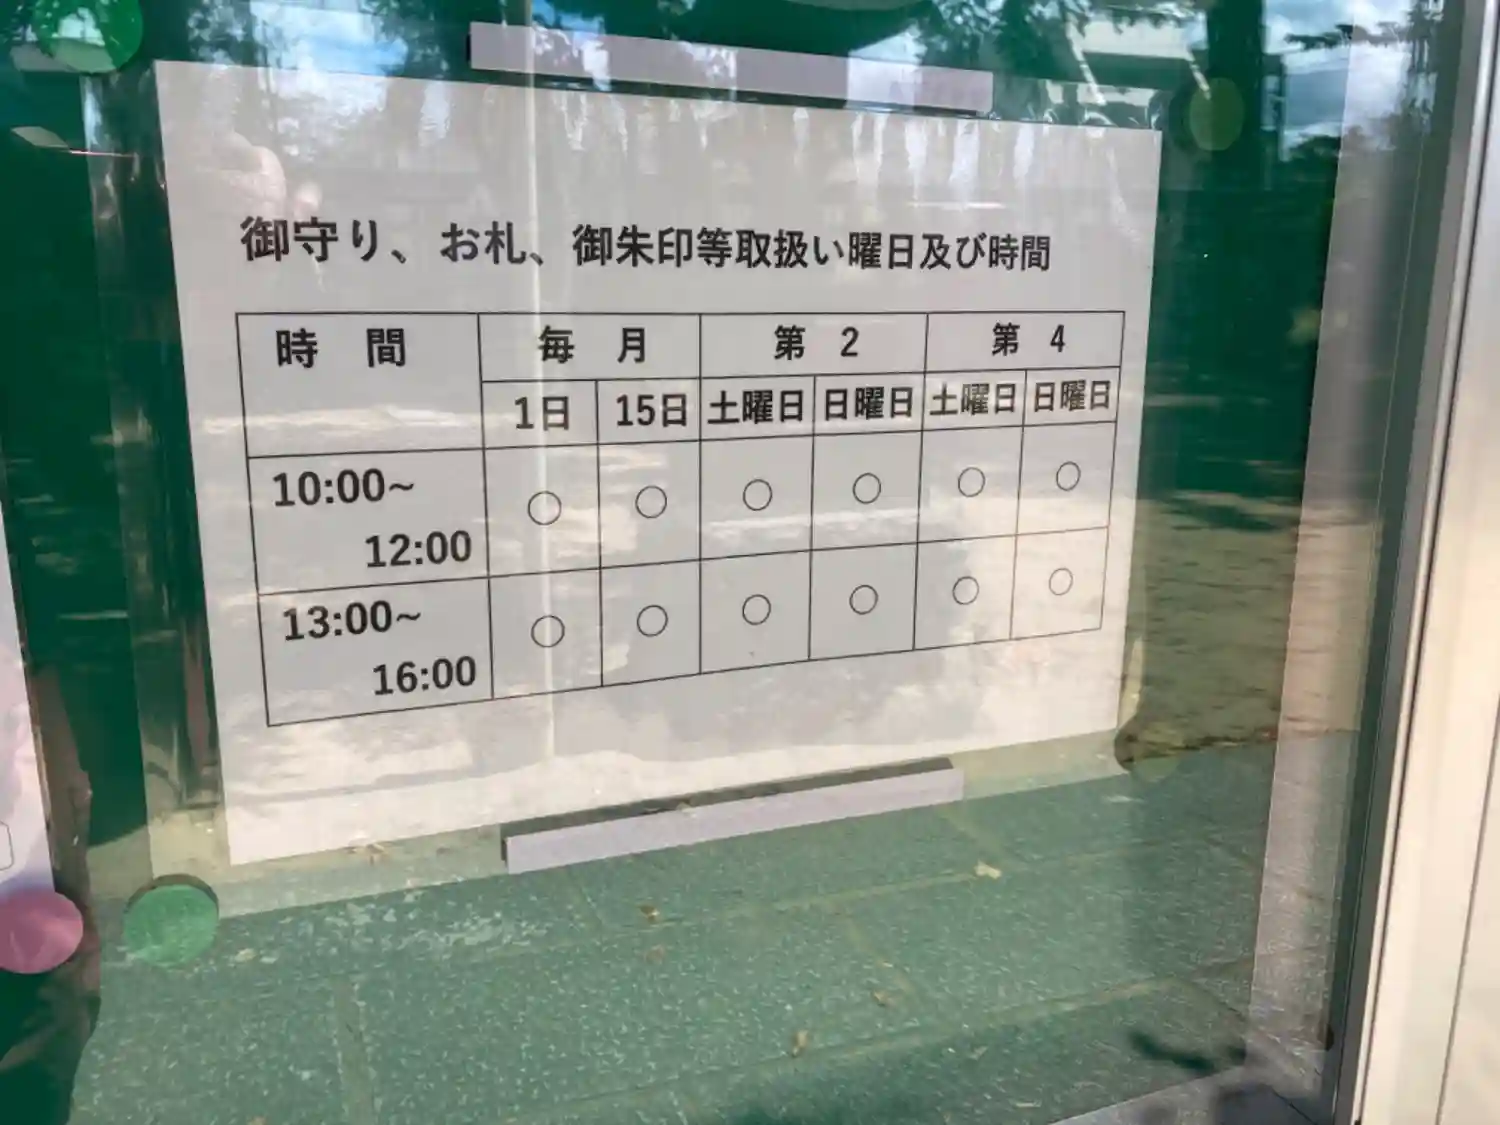 御守り、お札、御朱印等取扱い曜日及び時間
時 間 毎 月 第 2 第 4
1日 15日 土曜日 日曜日 土曜日 日曜日
10:00~
12:00
○ ○ ○ ○ ○ ○
13:00~
16:00
○ ○ ○ ○ ○ ○